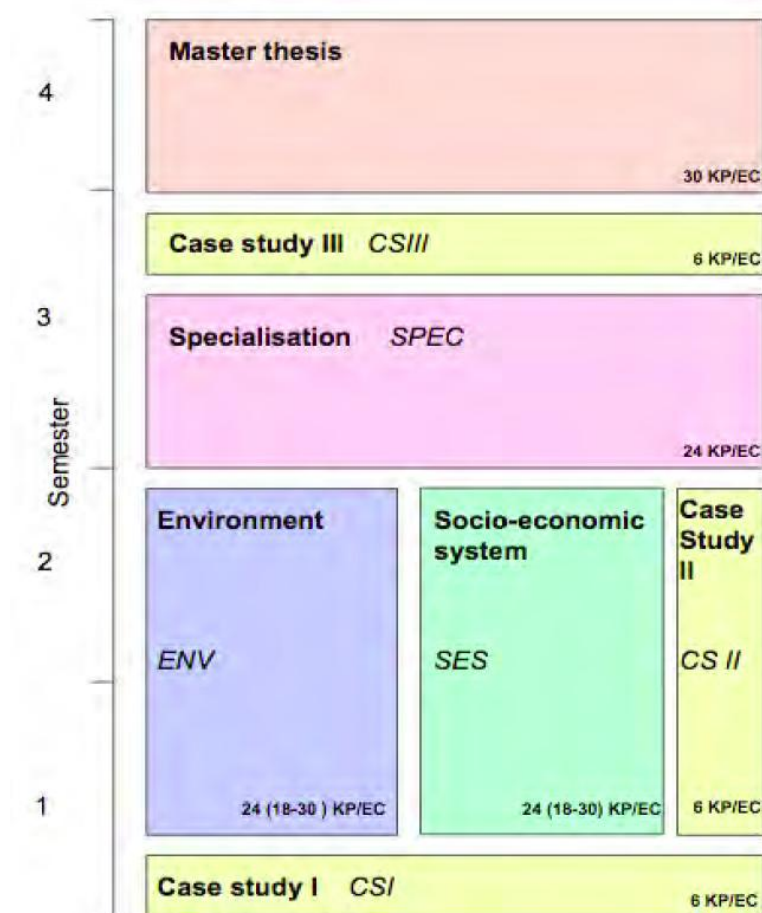 4
Master thesis
30 KP/EC
Case study III CSIII
6 KP/EC
3
Specialisation SPEC
24 KP/EC
Semester
2
Environment
ENV
24 (18-30 ) KP/EC
Socio-economic
system
SES
24 (18-30) KP/EC
Case
Study
II
CS II
6 KP/EC
1
Case study I CSI
6 KP/EC